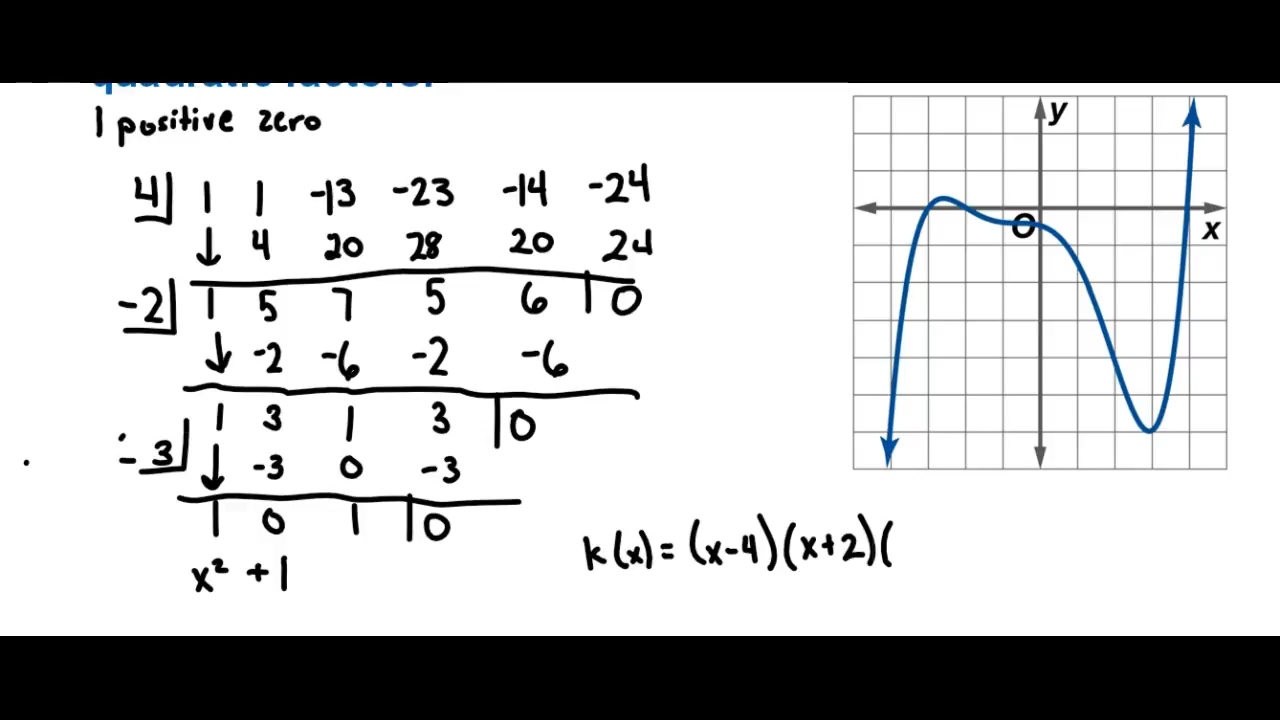 quadratic factors.
1 positive zero
4 1 1 -13 -23 -14 -24
4 20 28 20 24
-2 1 5 7 5 6 0
-2 -6 -2 -6
1 3 1 3 0
-3
-3 0 -3
1 0 1 0
x² + 1
k(x) = (x-4)(x+2)(
y
O
x